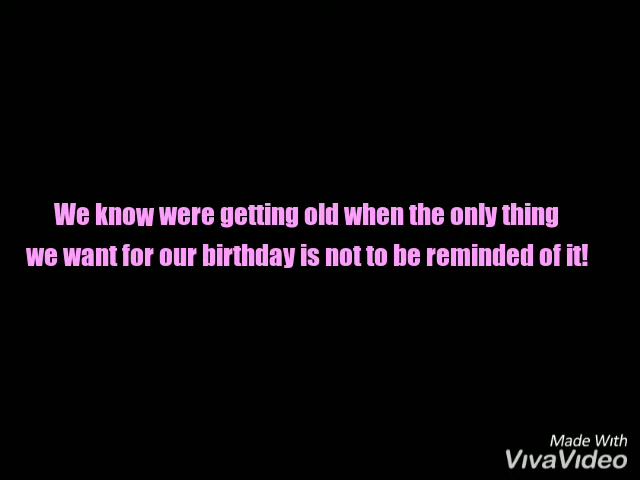 We know were getting old when the only thing
we want for our birthday is not to be reminded of it!
Made With
VivaVideo